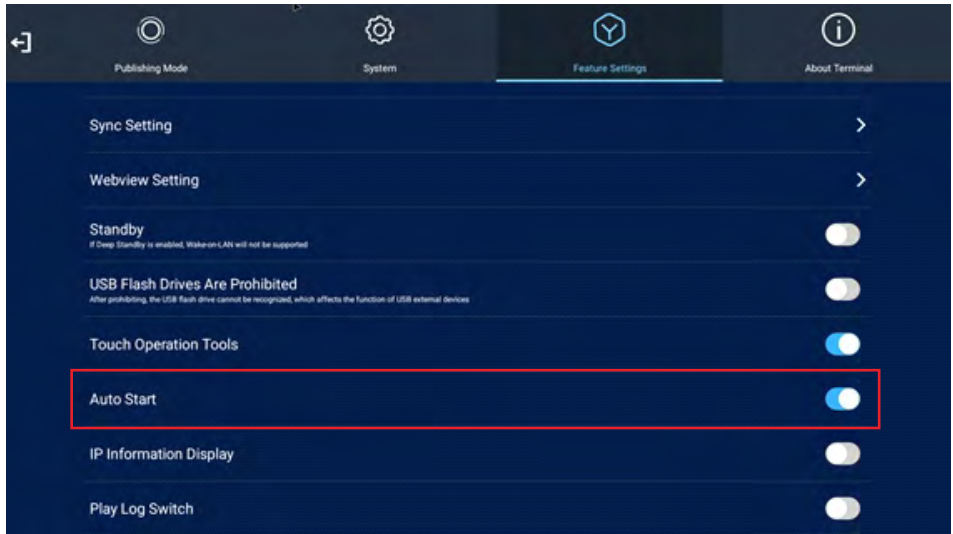 Publishing Mode
System
Feature Settings
About Terminal
Sync Setting
Webview Setting
Standby
If Deep Standby is enabled, Wake-on-LAN will not be supported
USB Flash Drives Are Prohibited
After prohibiting, the USB flash drive cannot be recognized, which affects the function of USB external devices
Touch Operation Tools
Auto Start
IP Information Display
Play Log Switch